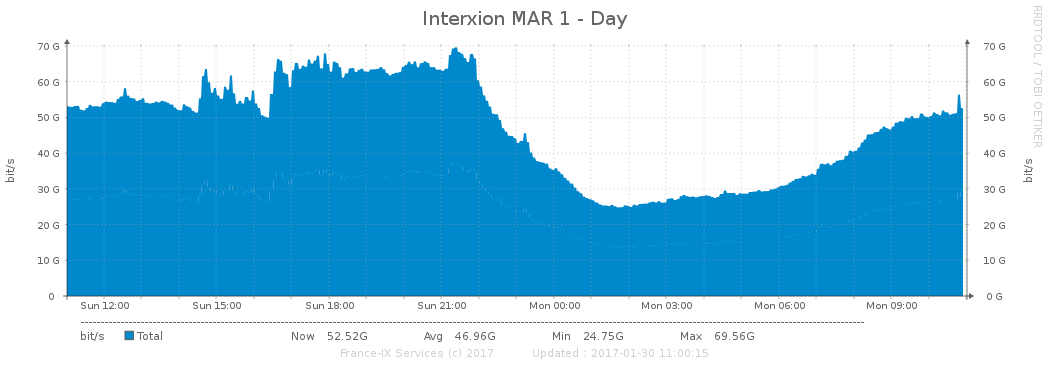 Interxion MAR 1 - Day
RRDTOOL / TOBI OETIKER
bit/s
bit/s
70 G 70 G
60 G 60 G
50 G 50 G
40 G 40 G
30 G 30 G
20 G 20 G
10 G 10 G
0 0 G
Sun 12:00 Sun 15:00 Sun 18:00 Sun 21:00 Mon 00:00 Mon 03:00 Mon 06:00 Mon 09:00
bit/s Total Now 52.52G Avg 46.96G Min 24.75G Max 69.56G
France-IX Services (c) 2017 Updated : 2017-01-30 11:00:15